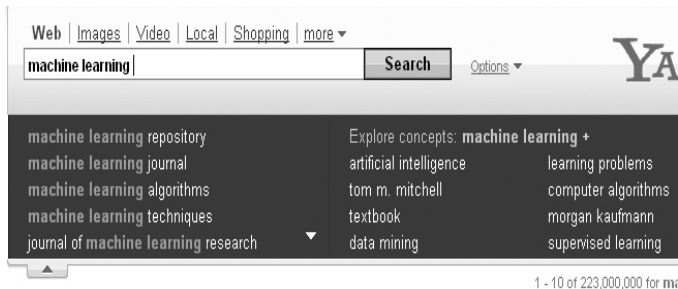 Web | Images | Video | Local | Shopping | more
machine learning Search Options YA
machine learning repository
machine learning journal
machine learning algorithms
machine learning techniques
journal of machine learning research
Explore concepts: machine learning +
artificial intelligence learning problems
tom m. mitchell computer algorithms
textbook morgan kaufmann
data mining supervised learning
1 - 10 of 223,000,000 for ma